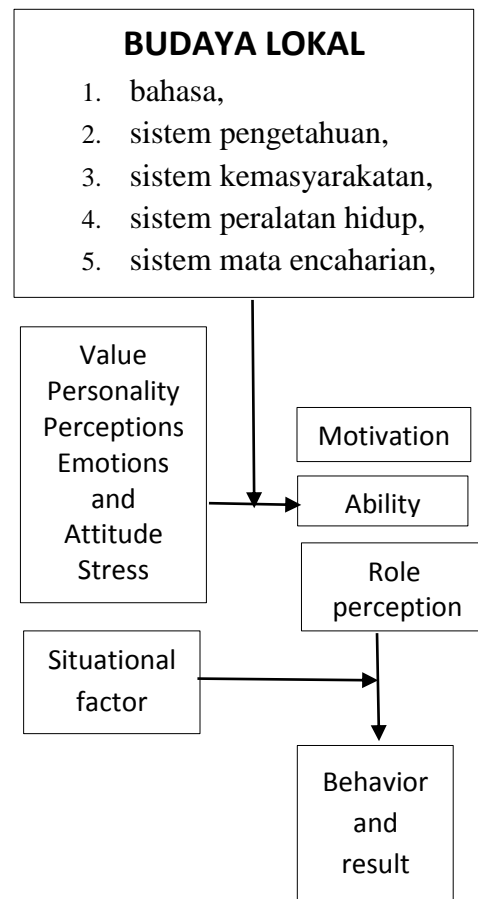 BUDAYA LOKAL
1. bahasa,
2. sistem pengetahuan,
3. sistem kemasyarakatan,
4. sistem peralatan hidup,
5. sistem mata encaharian,
Value
Personality
Perceptions
Emotions
and
Attitude
Stress
Motivation
Ability
Role
perception
Situational
factor
Behavior
and
result